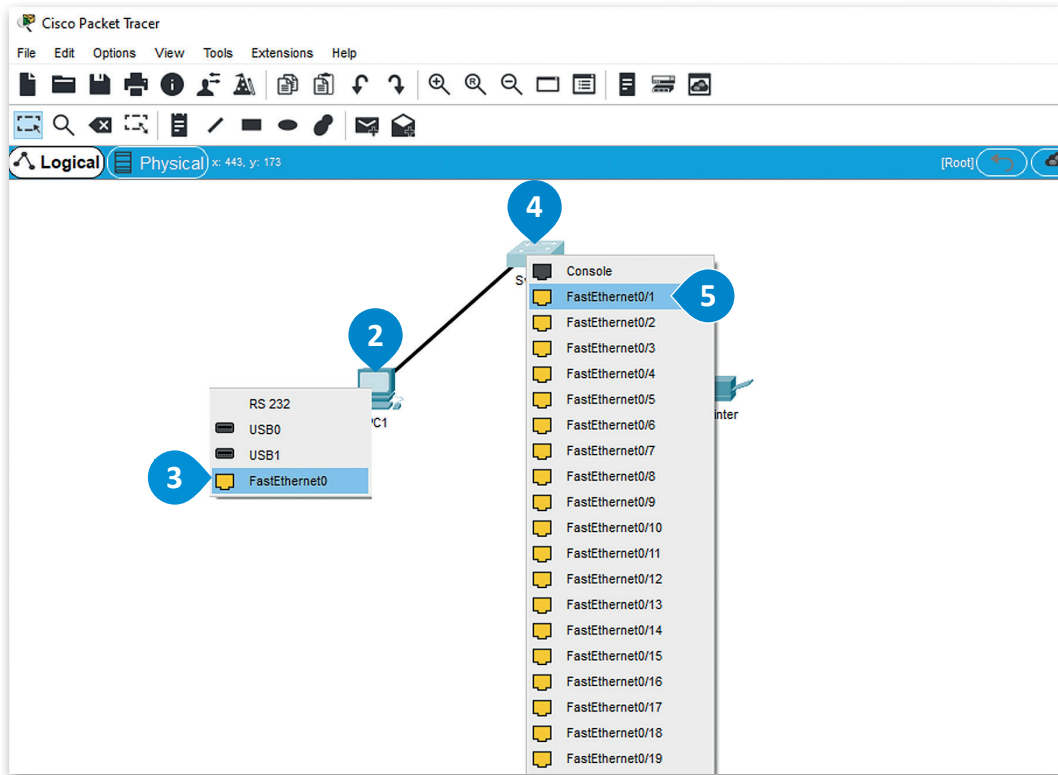 Cisco Packet Tracer
File Edit Options View Tools Extensions Help
Logical Physical x: 443, y: 173 [Root]
4
Console
FastEthernet0/1 5
FastEthernet0/2
2
FastEthernet0/3
FastEthernet0/4
FastEthernet0/5
RS 232
PC1
inter
USB0
FastEthernet0/6
USB1
FastEthernet0/7
3 FastEthernet0
FastEthernet0/8
FastEthernet0/9
FastEthernet0/10
FastEthernet0/11
FastEthernet0/12
FastEthernet0/13
FastEthernet0/14
FastEthernet0/15
FastEthernet0/16
FastEthernet0/17
FastEthernet0/18
FastEthernet0/19